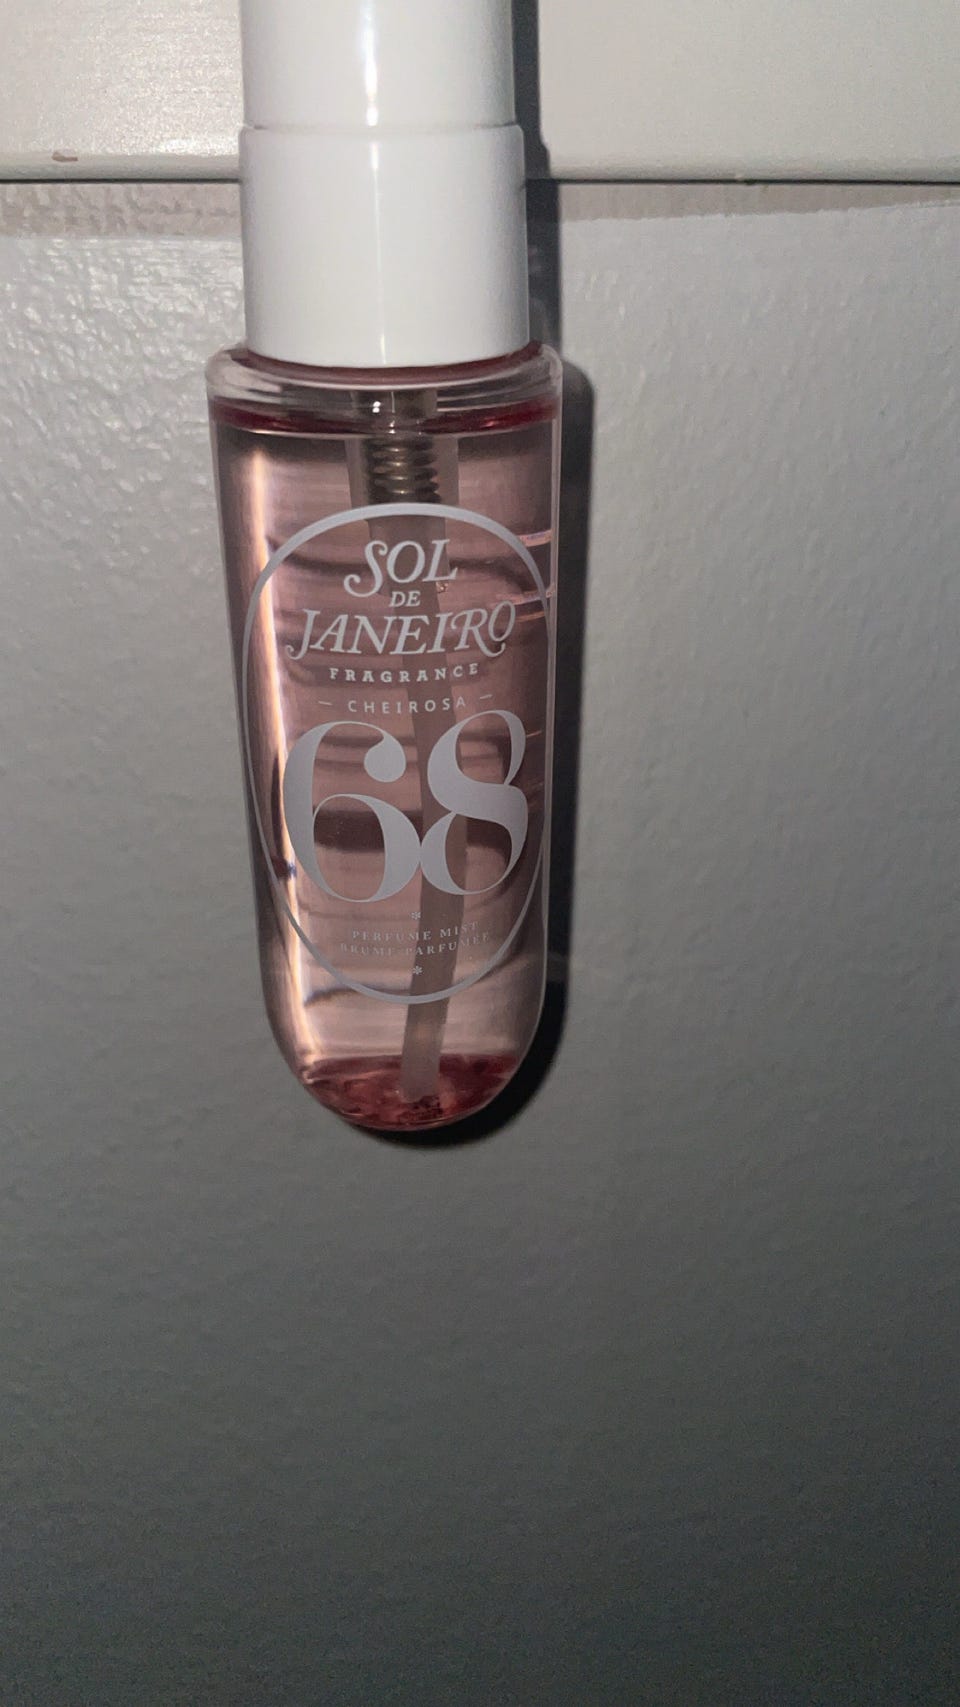 SOL
DE
JANEIRO
FRAGRANCE
– CHEIROSA –
68
*
PERFUME MIST
BRUME PARFUMÉE
*